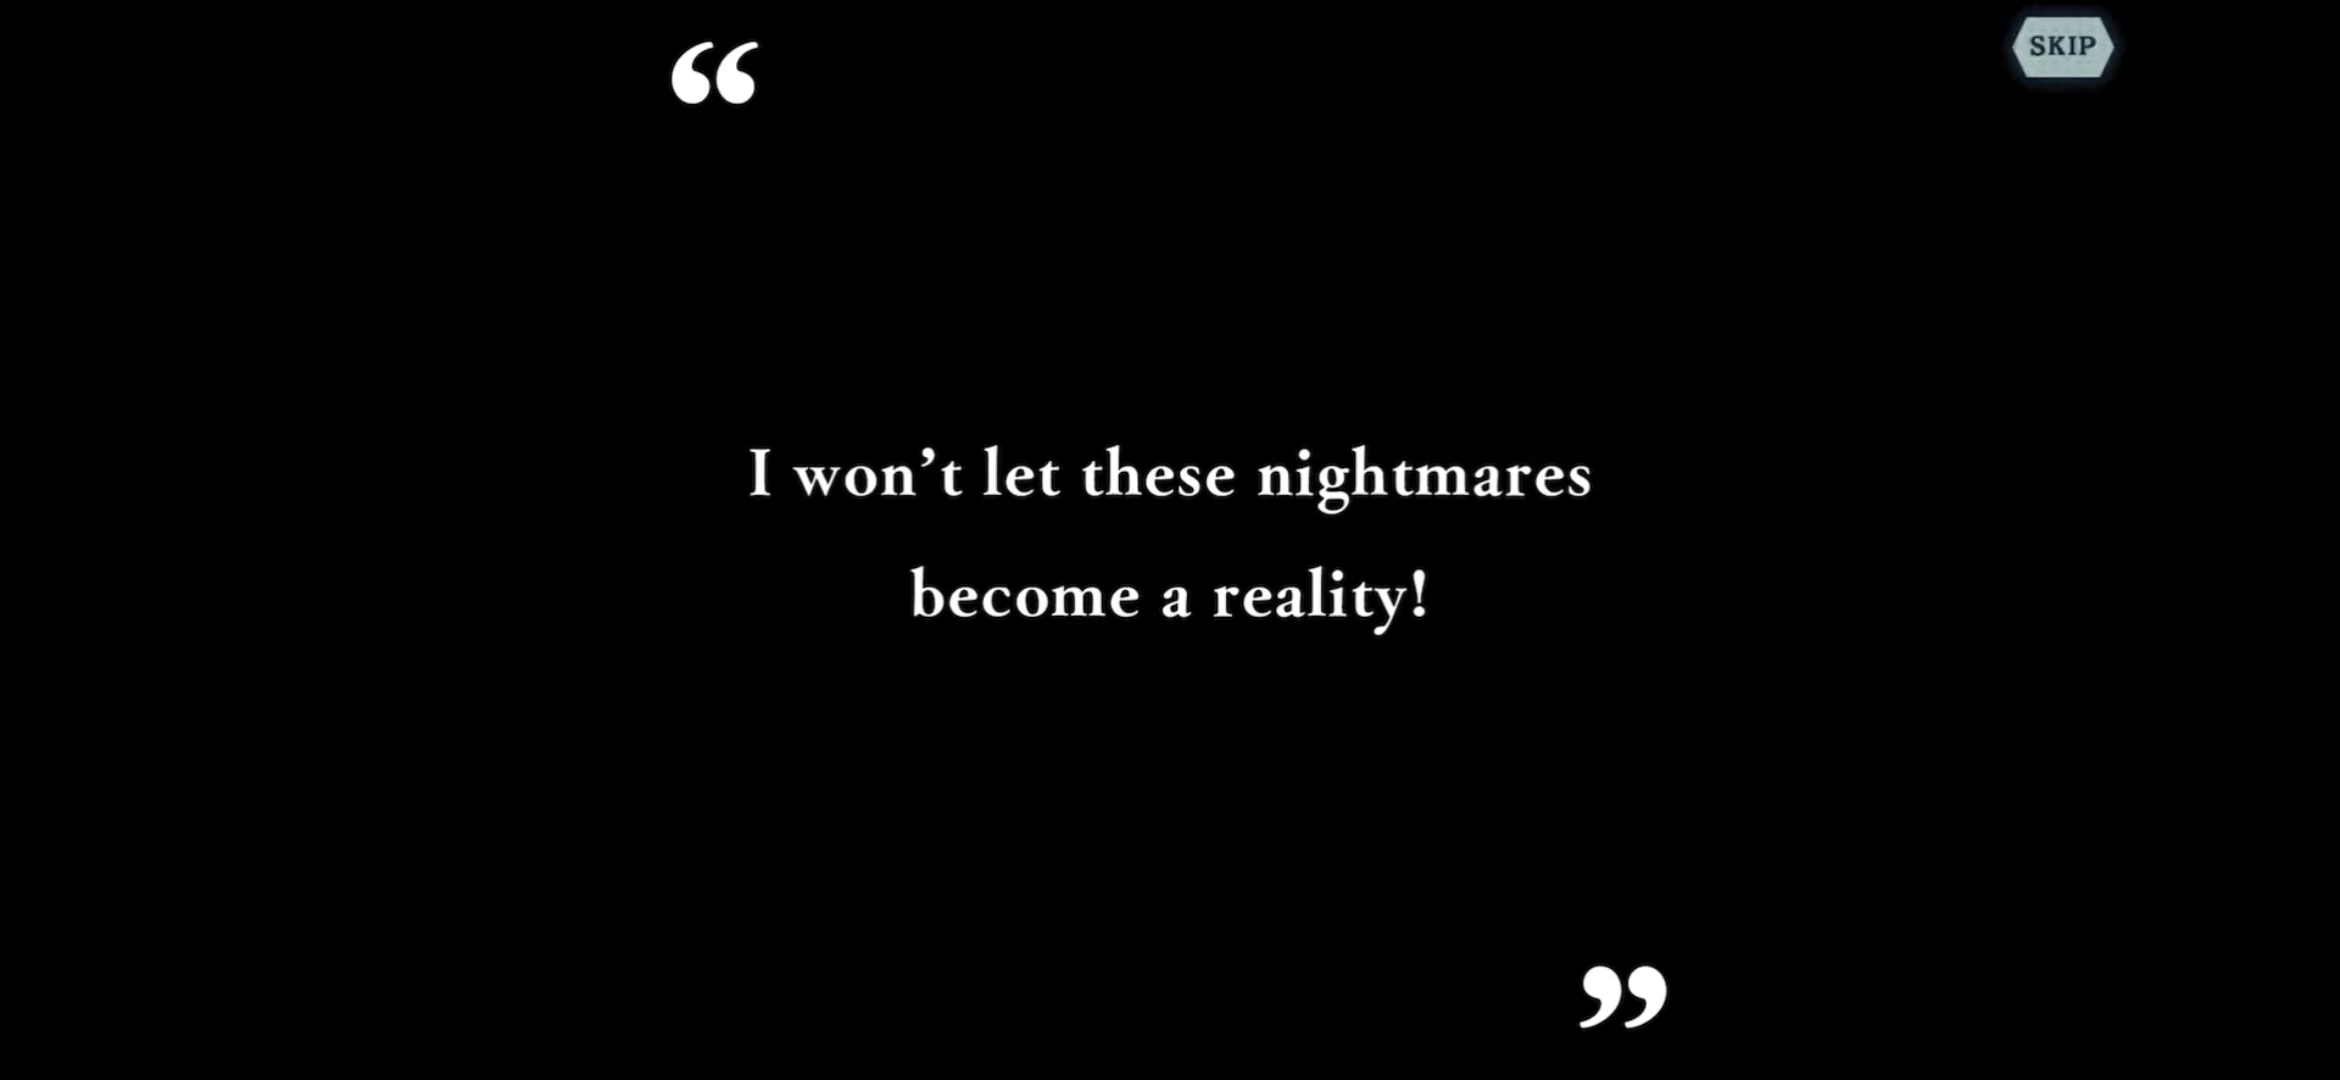 SKIP
“
I won’t let these nightmares
become a reality!
”